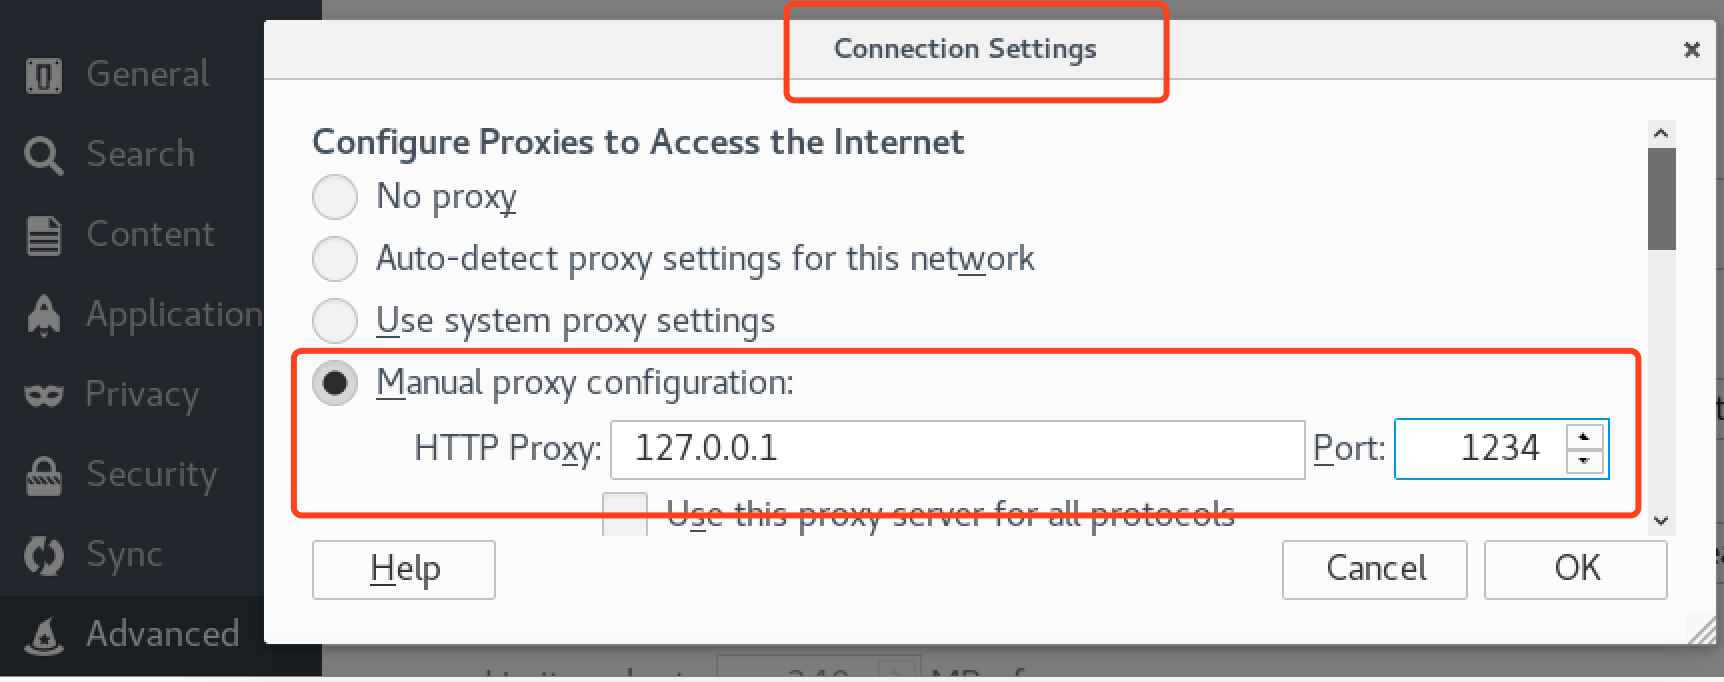 Connection Settings
General
Search
Content
Application
Privacy
Security
Sync
Advanced
Configure Proxies to Access the Internet
No proxy
Auto-detect proxy settings for this network
Use system proxy settings
Manual proxy configuration:
HTTP Proxy: 127.0.0.1 Port: 1234
Use this proxy server for all protocols
Help Cancel OK